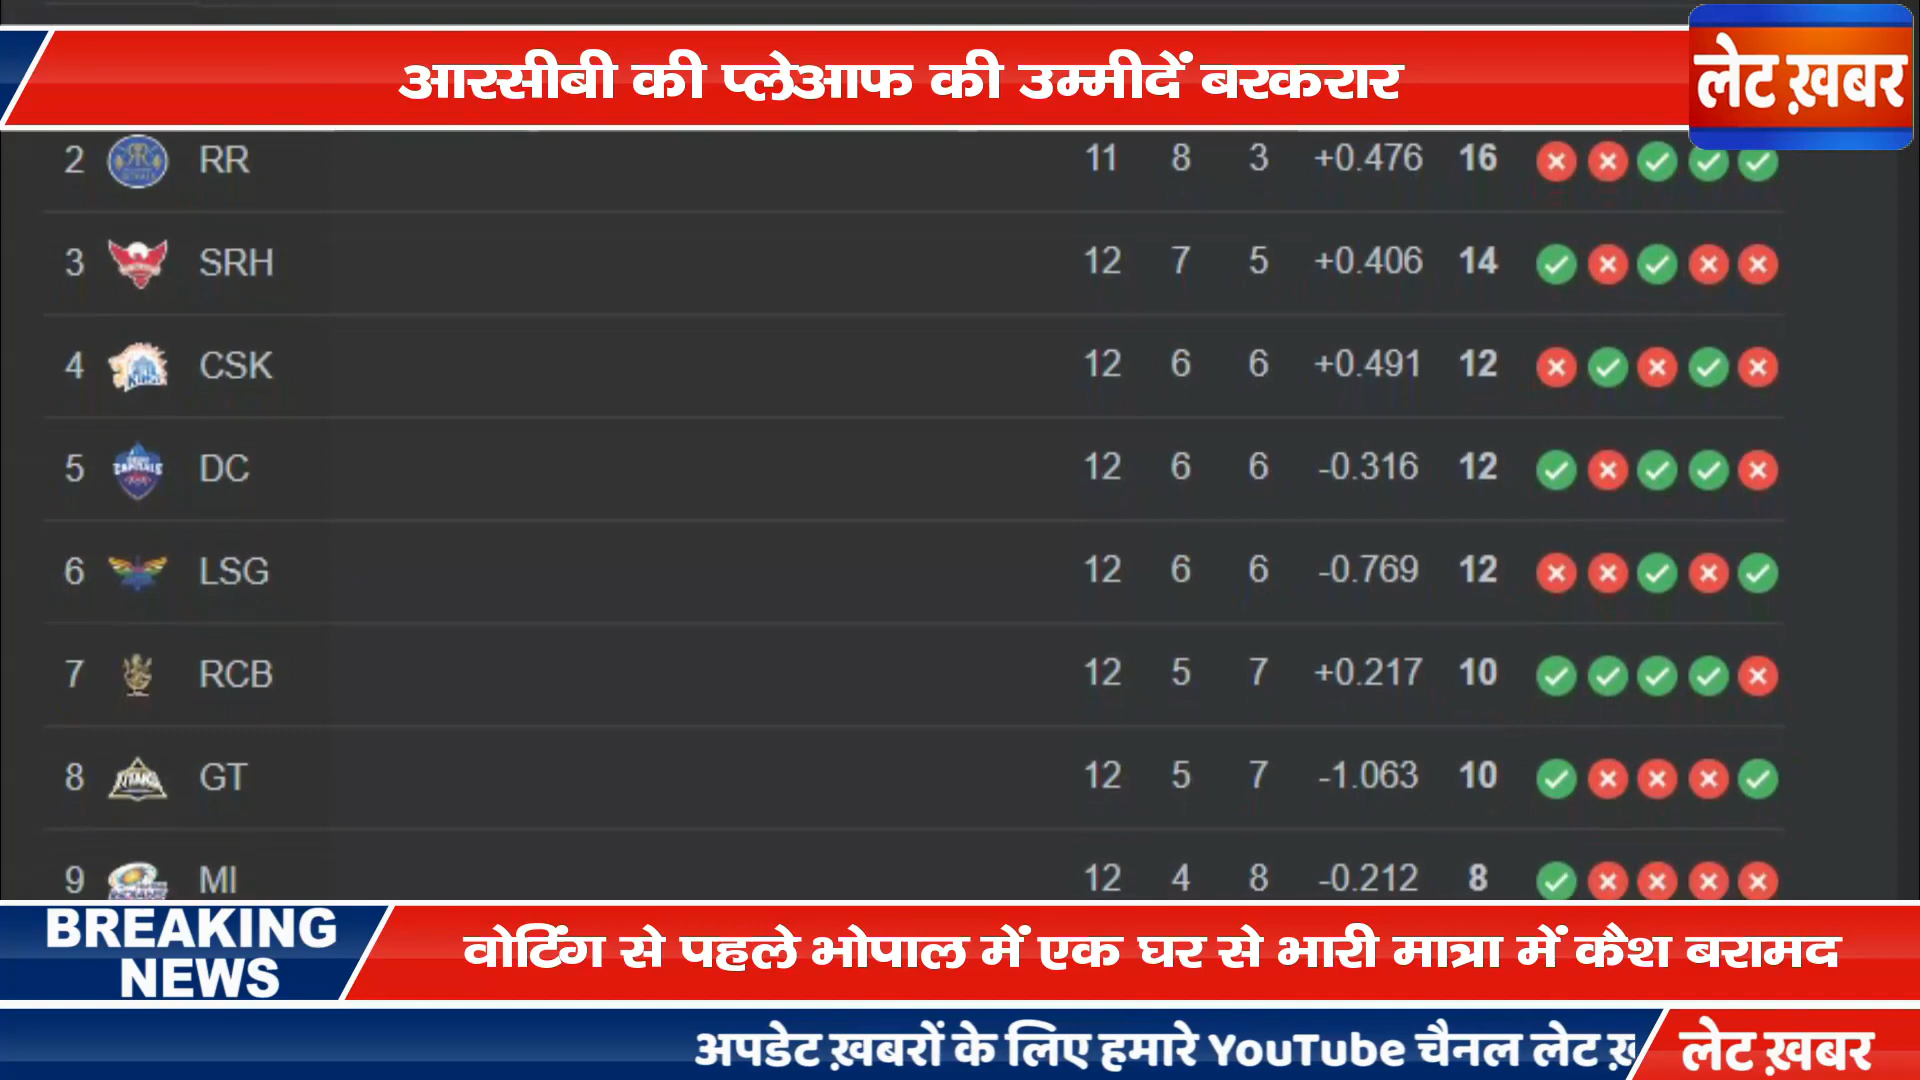 आरसीबी की प्लेआफ की उम्मीदें बरकरार
लेट ख़बर
2 RR 11 8 3 +0.476 16
3 SRH 12 7 5 +0.406 14
4 CSK 12 6 6 +0.491 12
5 DC 12 6 6 -0.316 12
6 LSG 12 6 6 -0.769 12
7 RCB 12 5 7 +0.217 10
8 GT 12 5 7 -1.063 10
9 MI 12 4 8 -0.212 8
BREAKING
NEWS
वोटिंग से पहले भोपाल में एक घर से भारी मात्रा में कैश बरामद
अपडेट ख़बरों के लिए हमारे YouTube चैनल लेट
लेट ख़बर